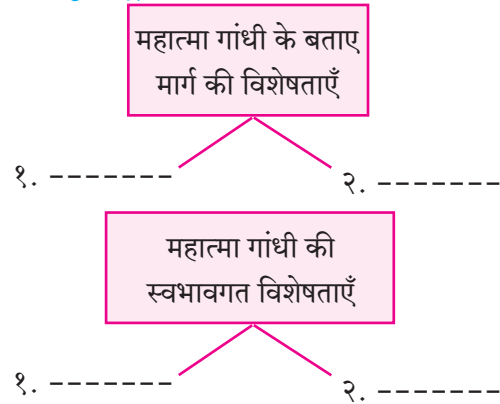 महात्मा गांधी के बताए
मार्ग की विशेषताएँ
१. -------
२. -------
महात्मा गांधी की
स्वभावगत विशेषताएँ
१. -------
२. -------